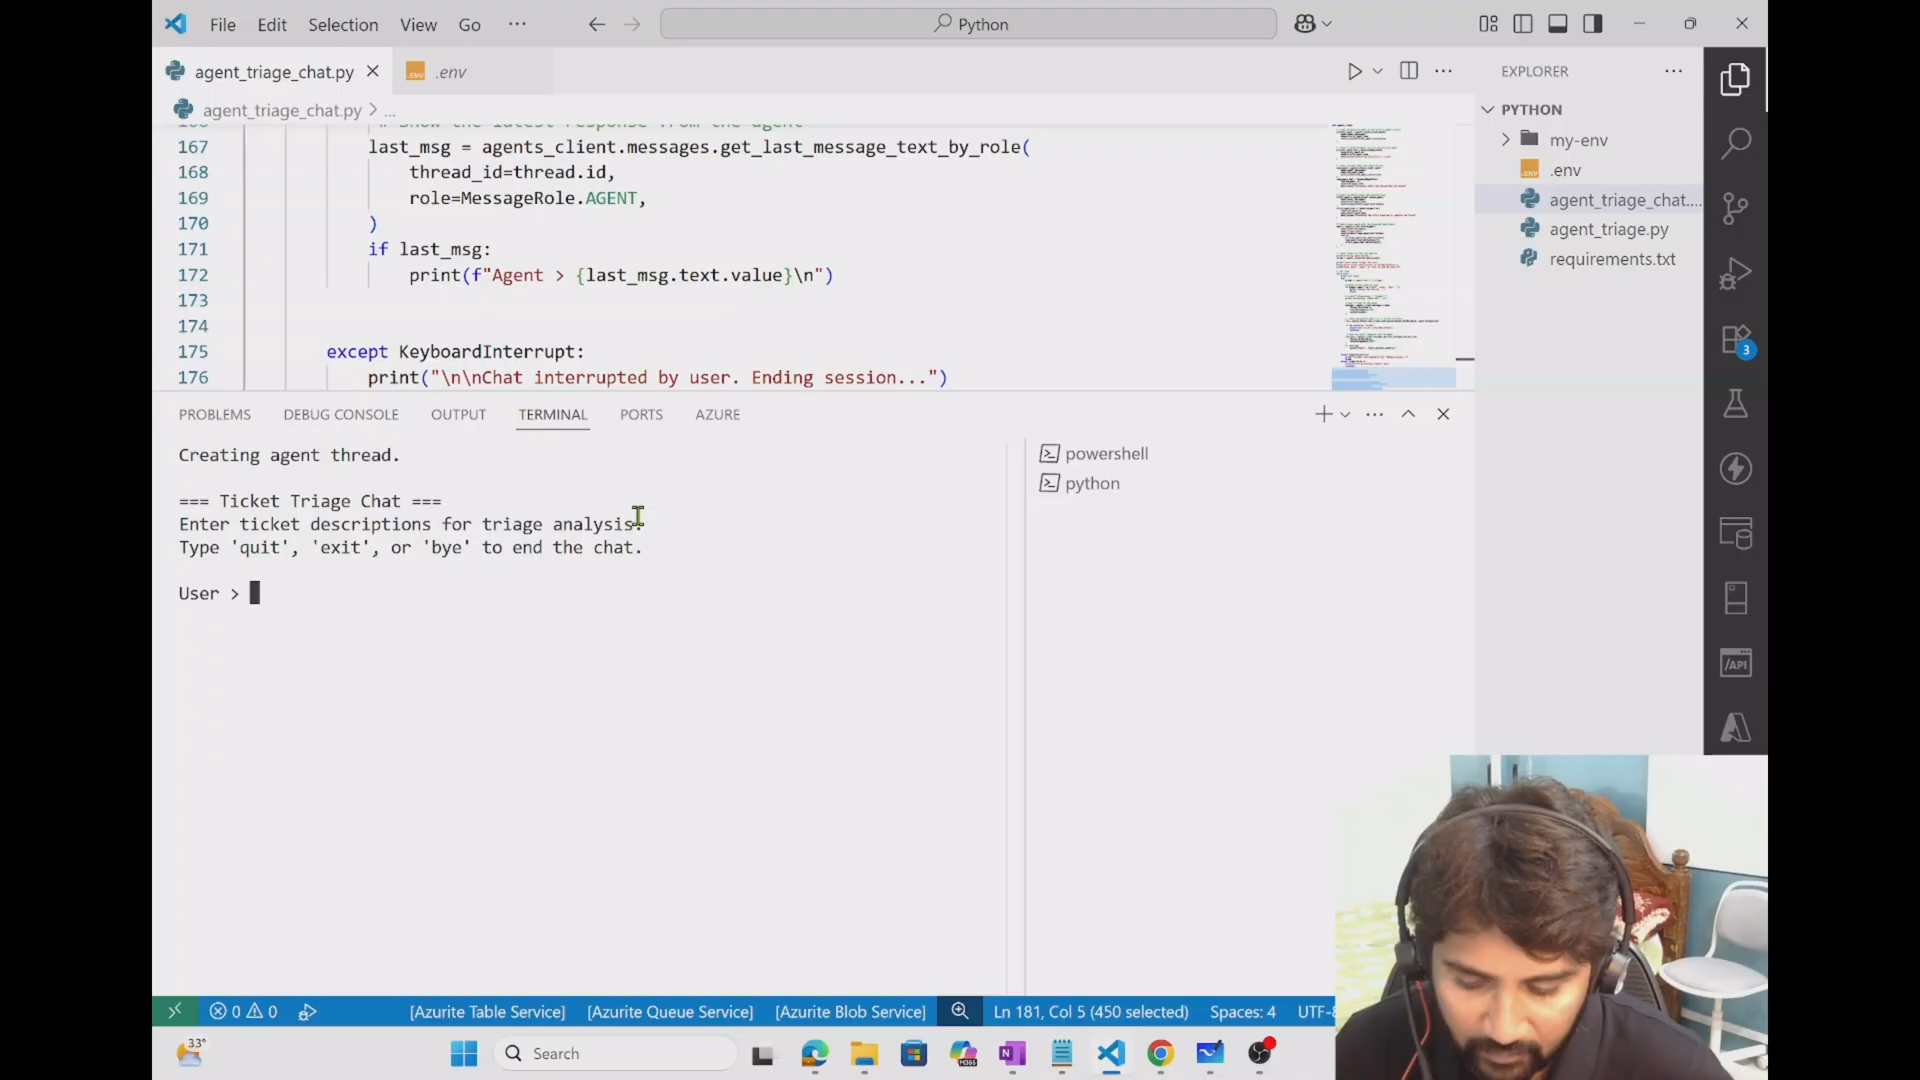 File Edit Selection View Go ··· Python
agent_triage_chat.py .env
EXPLORER
agent_triage_chat.py > ...
PYTHON
my-env
.env
agent_triage_chat....
agent_triage.py
requirements.txt
167 last_msg = agents_client.messages.get_last_message_text_by_role(
168 thread_id=thread.id,
169 role=MessageRole.AGENT,
170 )
171 if last_msg:
172 print(f"Agent > {last_msg.text.value}\n")
173
174
175 except KeyboardInterrupt:
176 print("\n\nChat interrupted by user. Ending session...")
3
PROBLEMS DEBUG CONSOLE OUTPUT TERMINAL PORTS AZURE
Creating agent thread.
=== Ticket Triage Chat ===
Enter ticket descriptions for triage analysis.
Type 'quit', 'exit', or 'bye' to end the chat.
User >
powershell
python
/API
0 0 [Azurite Table Service] [Azurite Queue Service] [Azurite Blob Service] Ln 181, Col 5 (450 selected) Spaces: 4 UTF-8
33° Search